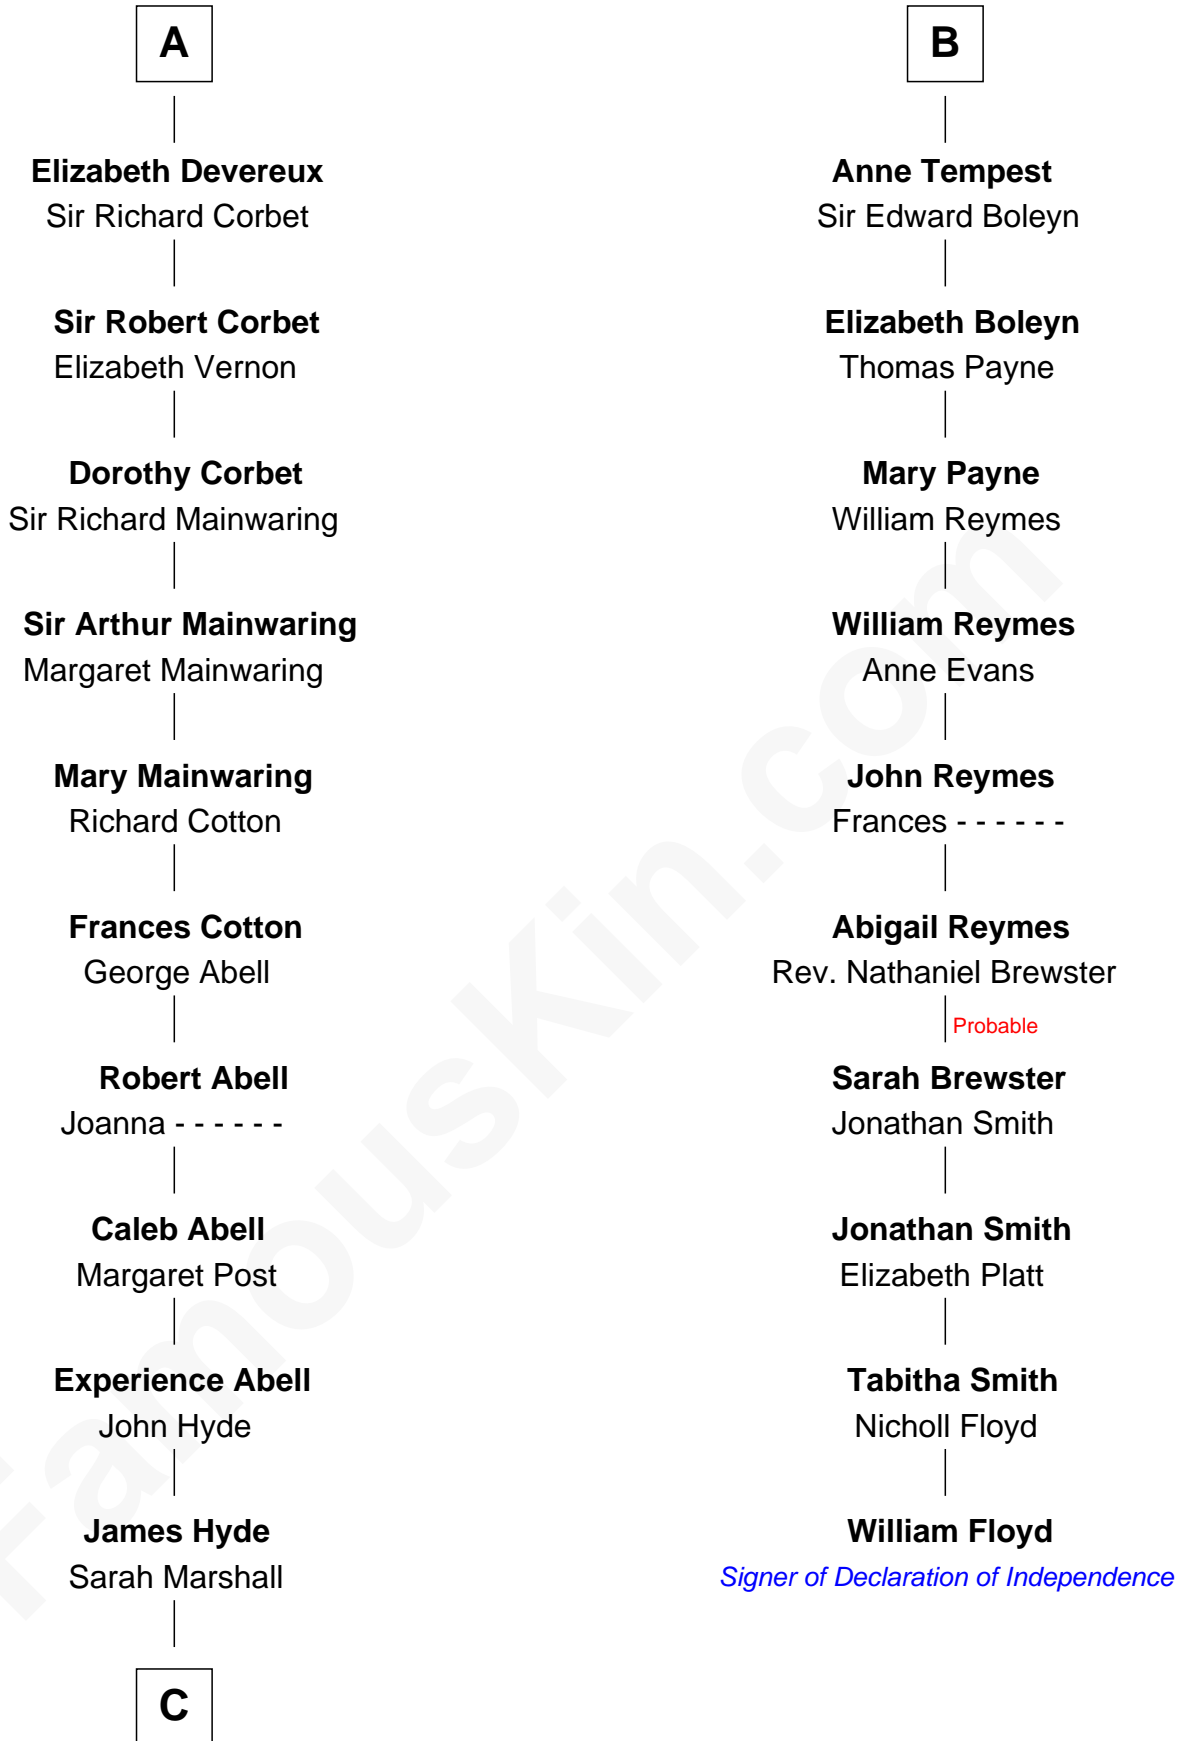 A
Elizabeth Devereux
Sir Richard Corbet
Sir Robert Corbet
Elizabeth Vernon
Dorothy Corbet
Sir Richard Mainwaring
Sir Arthur Mainwaring
Margaret Mainwaring
Mary Mainwaring
Richard Cotton
Frances Cotton
George Abell
Robert Abell
Joanna - - - - - -
Caleb Abell
Margaret Post
Experience Abell
John Hyde
James Hyde
Sarah Marshall
C
B
Anne Tempest
Sir Edward Boleyn
Elizabeth Boleyn
Thomas Payne
Mary Payne
William Reymes
William Reymes
Anne Evans
John Reymes
Frances - - - - - -
Abigail Reymes
Rev. Nathaniel Brewster
Probable
Sarah Brewster
Jonathan Smith
Jonathan Smith
Elizabeth Platt
Tabitha Smith
Nicholl Floyd
William Floyd
Signer of Declaration of Independence
FamousKin.com